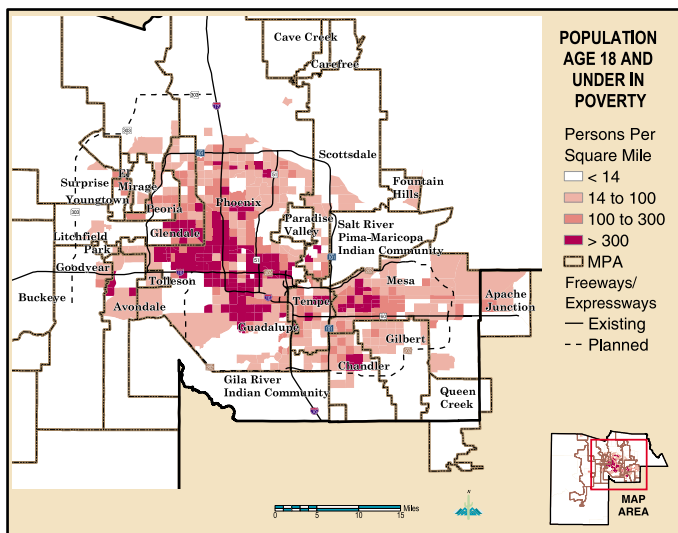 POPULATION
AGE 18 AND
UNDER IN
POVERTY
Persons Per
Square Mile
< 14
14 to 100
100 to 300
> 300
MPA
Freeways/
Expressways
Existing
Planned
Cave Creek
Carefree
303
303
Scottsdale
El
Mirage
Surprise
Youngtown
Fountain
Hills
Peoria
Phoenix
303
Paradise
Valley
Salt River
Pima-Maricopa
Indian Community
Glendale
Litchfield
Park
Goodyear
Tolleson
Mesa
Buckeye
Avondale
Tempe
Apache
Junction
Guadalupe
Gilbert
Chandler
Gila River
Indian Community
Queen
Creek
N
0
5
10
15
Miles
MAP
AREA